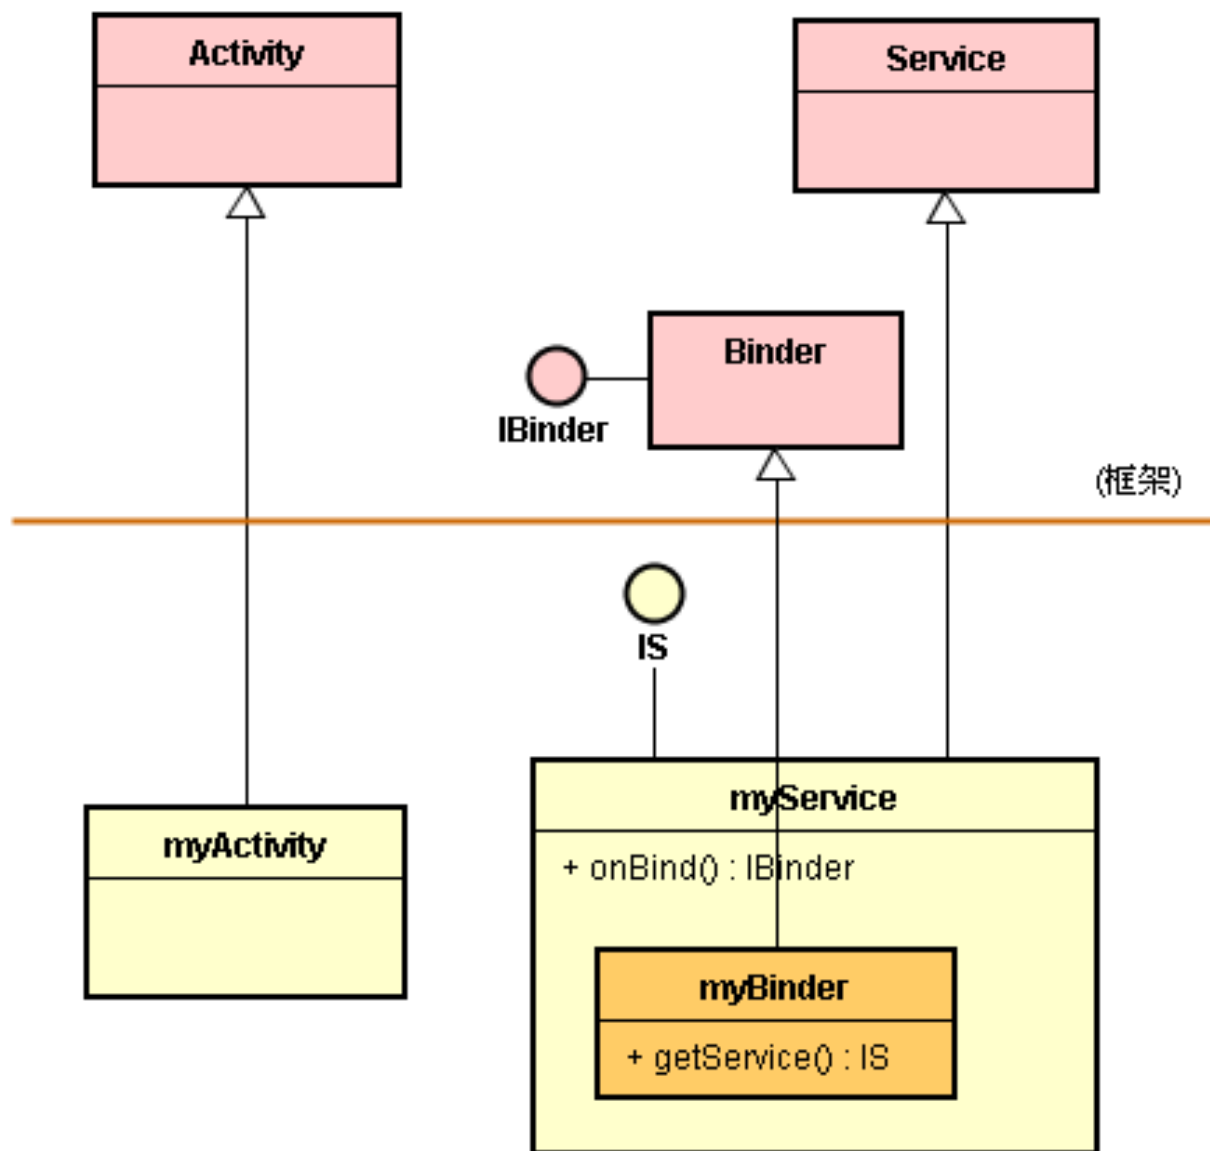 Activity
Service
Binder
IBinder
(框架)
IS
myService
+ onBind() : IBinder
myActivity
myBinder
+ getService() : IS